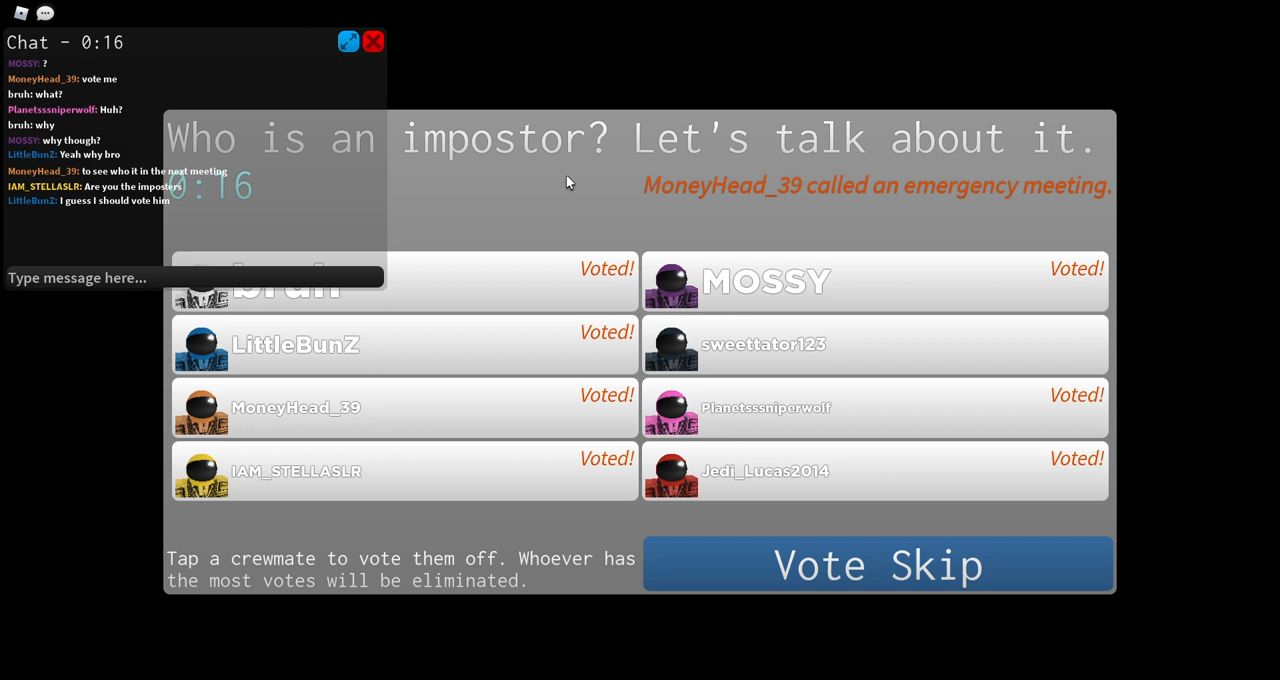 Chat - 0:16
MOSSY: ?
MoneyHead_39: vote me
bruh: what?
Planetsssniperwolf: Huh?
bruh: why
MOSSY: why though?
LittleBunZ: Yeah why bro
MoneyHead_39: to see who it in the next meeting
IAM_STELLASLR: Are you the imposters
LittleBunZ: I guess I should vote him
Type message here...
Who is an impostor? Let's talk about it.
0:16
MoneyHead_39 called an emergency meeting.
bruh Voted!
MOSSY Voted!
LittleBunZ Voted!
sweettator123
MoneyHead_39 Voted!
Planetsssniperwolf Voted!
IAM_STELLASLR Voted!
Jedi_Lucas2014 Voted!
Tap a crewmate to vote them off. Whoever has
the most votes will be eliminated.
Vote Skip